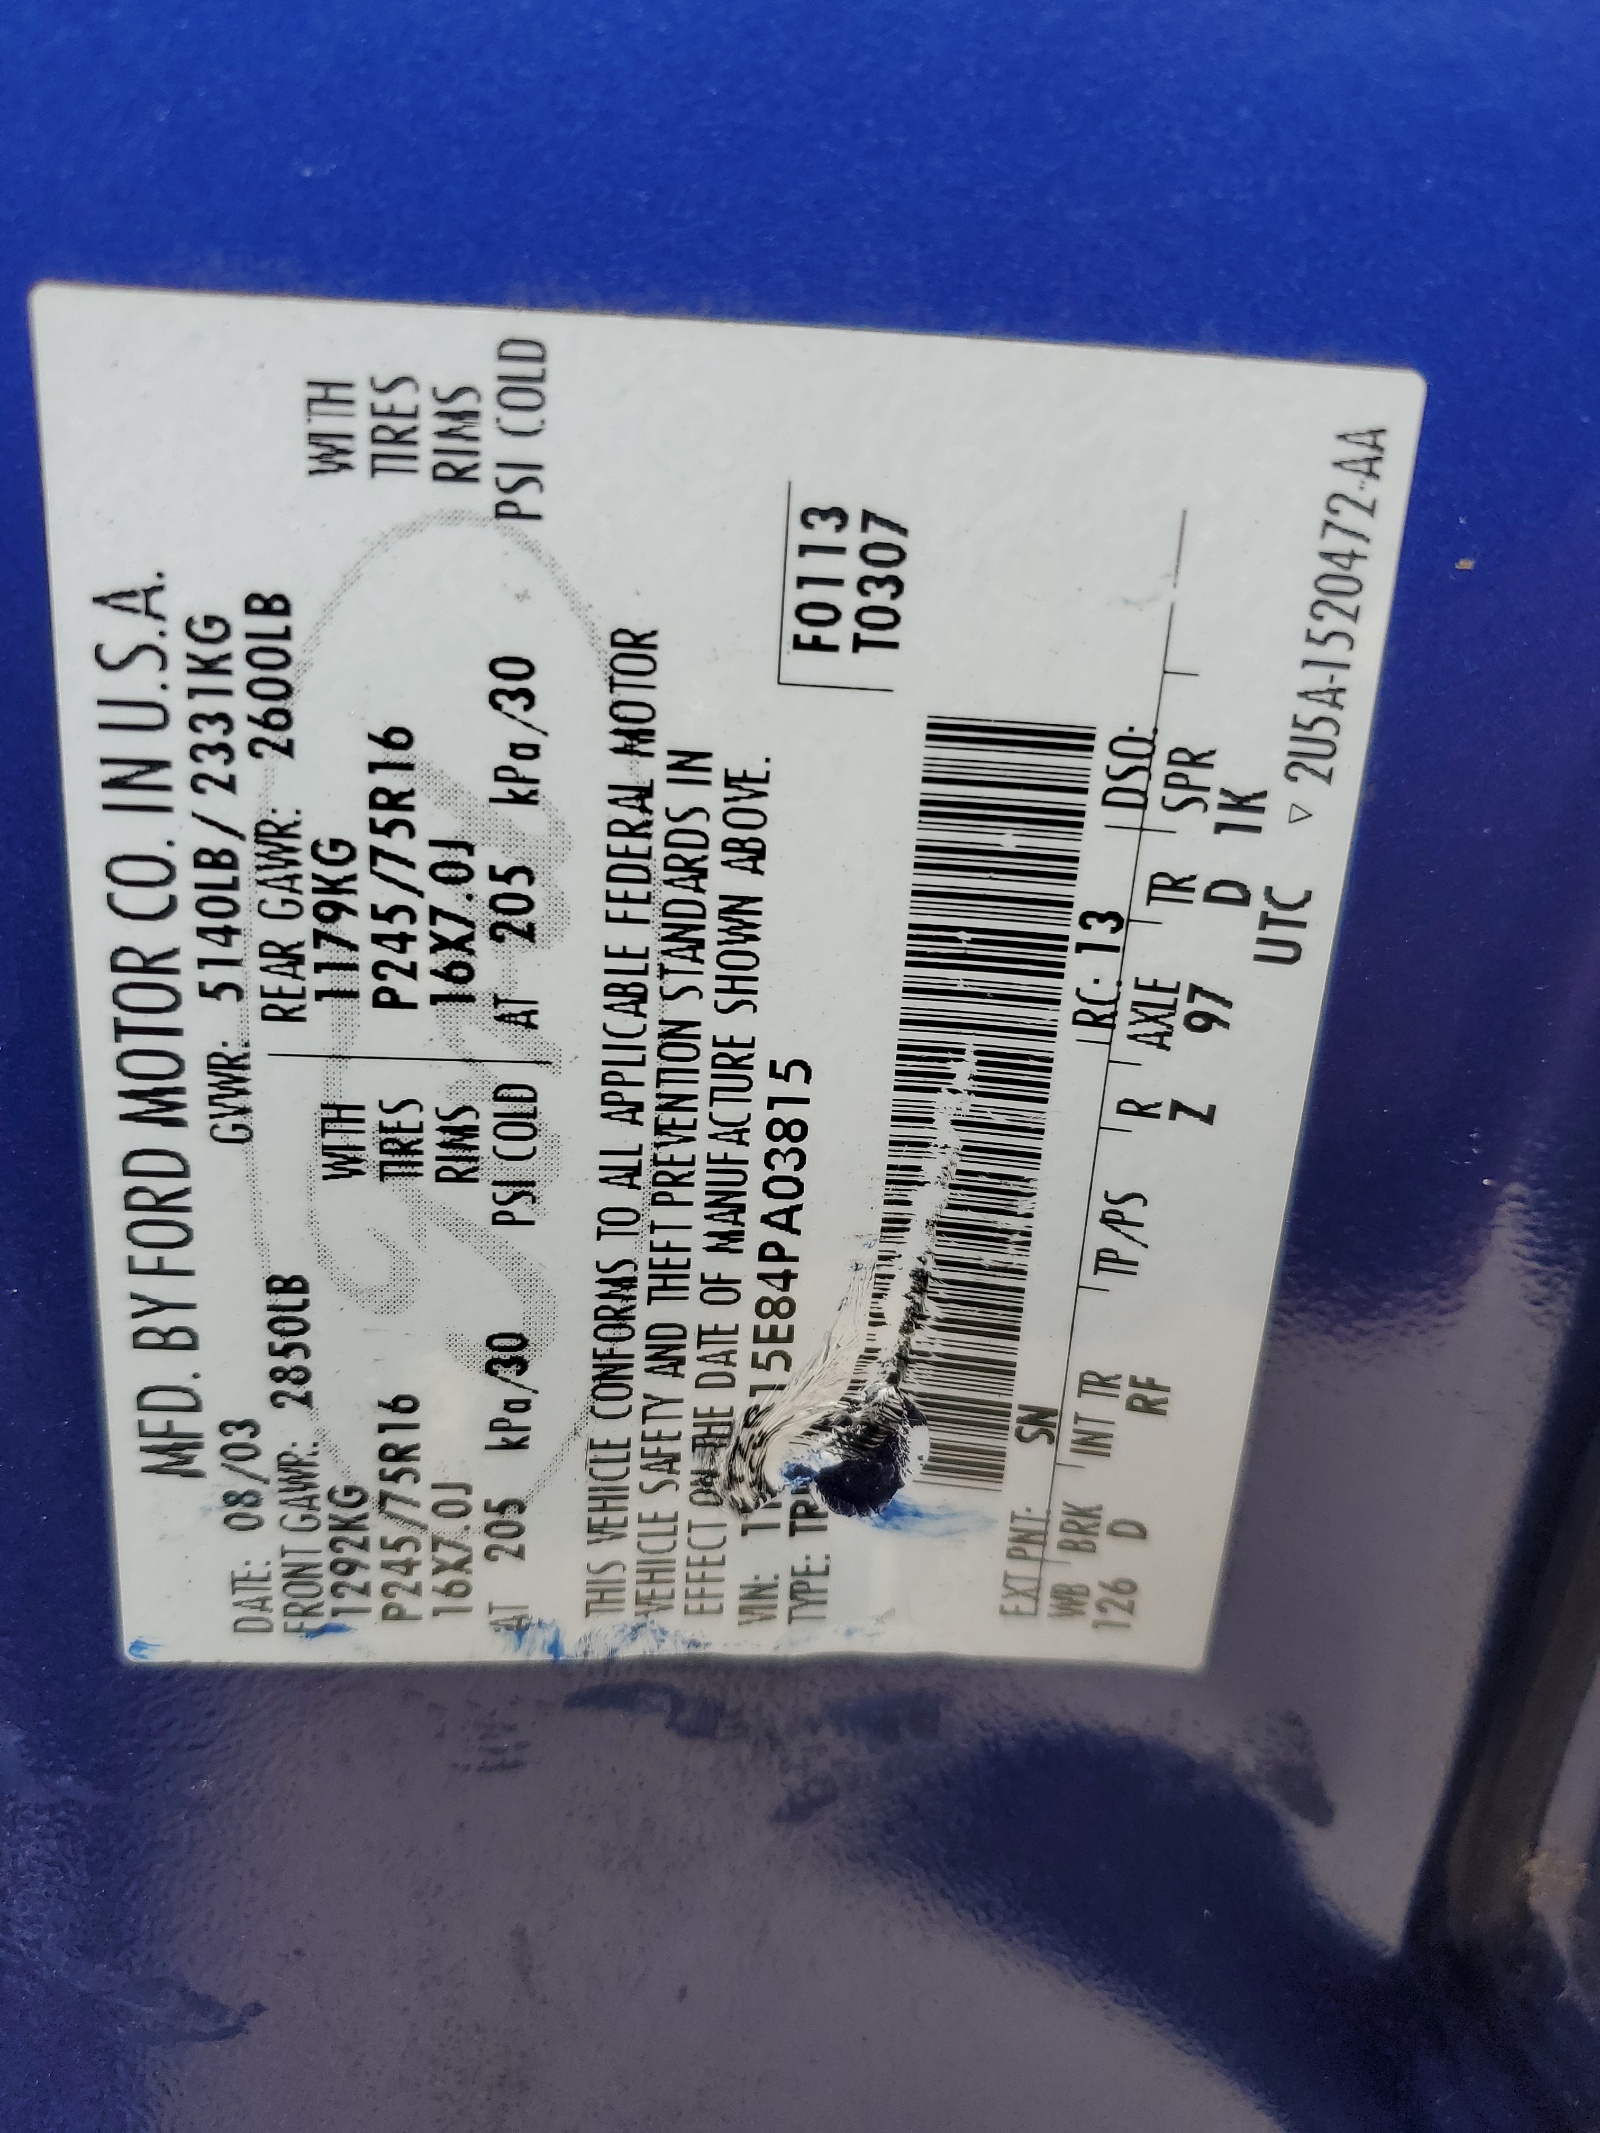 MFD. BY FORD MOTOR CO. IN U.S.A.
DATE: 08/03 GVWR: 5140LB/2331KG
FRONT GAWR: 2850LB REAR GAWR: 2600LB
1292KG WITH 1179KG WITH
P245/75R16 TIRES P245/75R16 TIRES
16X7.0J RIMS 16X7.0J RIMS
AT 205 kPa/30 PSI COLD AT 205 kPa/30 PSI COLD
THIS VEHICLE CONFORMS TO ALL APPLICABLE FEDERAL MOTOR
VEHICLE SAFETY AND THEFT PREVENTION STANDARDS IN
EFFECT ON THE DATE OF MANUFACTURE SHOWN ABOVE.
VIN: 15E84PA03815
TYPE:
F0113
T0307
EXT PNT: SN RC: 13 DSO:
WB BRK INT TR TP/PS R AXLE TR SPR
126 D RF Z 97 D 1K
UTC ▽ 2U5A-1520472-AA